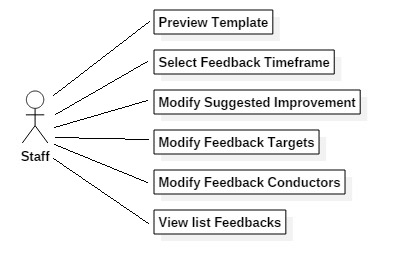 Preview Template
Select Feedback Timeframe
Modify Suggested Improvement
Modify Feedback Targets
Staff
Modify Feedback Conductors
View list Feedbacks